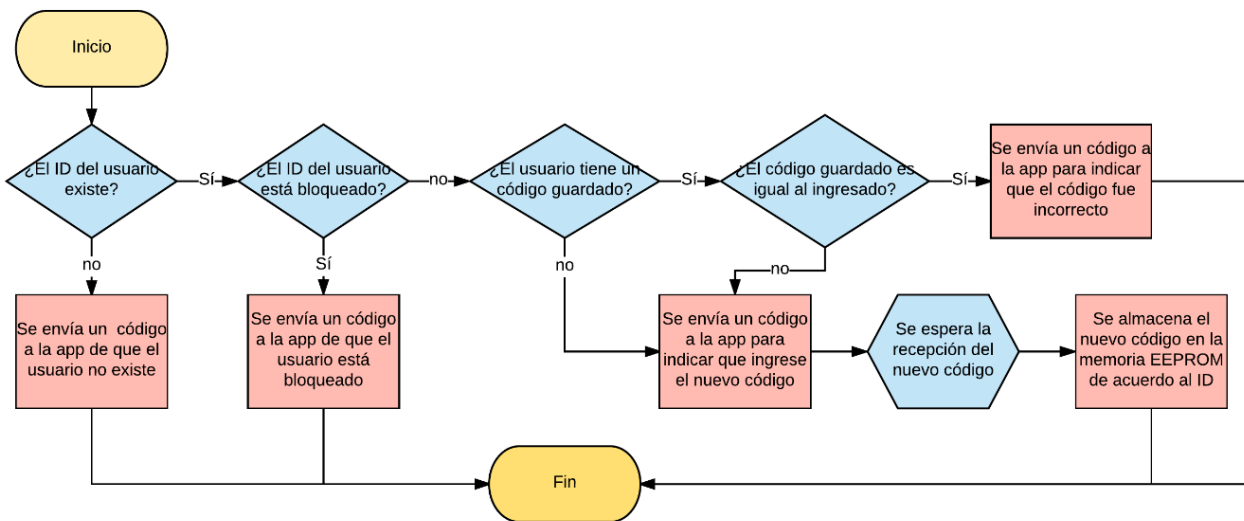 Inicio
¿El ID del usuario
existe?
Sí
¿El ID del usuario
está bloqueado?
no
¿El usuario tiene un
código guardado?
Sí
¿El código guardado es
igual al ingresado?
Sí
Se envía un código a
la app para indicar
que el código fue
incorrecto
no
Sí
no
no
Se envía un código
a la app de que el
usuario no existe
Se envía un código
a la app de que el
usuario está
bloqueado
Se envía un código
a la app para
indicar que ingrese
el nuevo código
Se espera la
recepción del
nuevo código
Se almacena el
nuevo código en la
memoria EEPROM
de acuerdo al ID
Fin